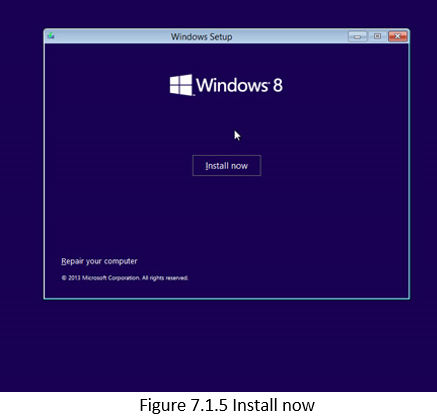 Windows Setup
Windows 8
Install now
Repair your computer
© 2013 Microsoft Corporation. All rights reserved.
Figure 7.1.5 Install now